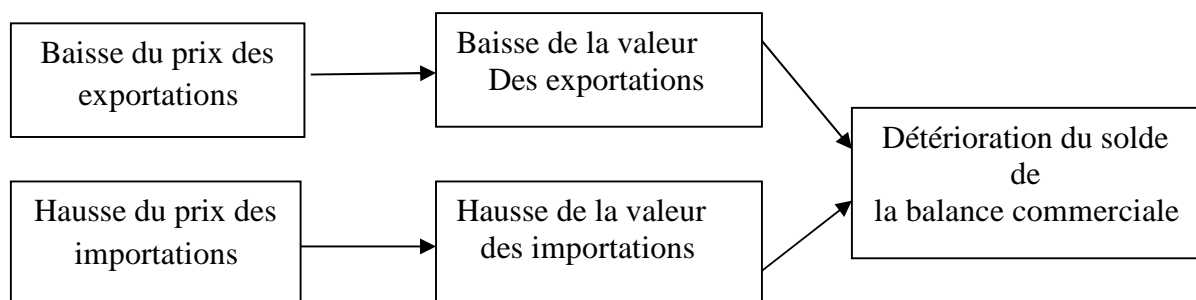 Baisse du prix des
exportations
Baisse de la valeur
Des exportations
Détérioration du solde
de
la balance commerciale
Hausse du prix des
importations
Hausse de la valeur
des importations